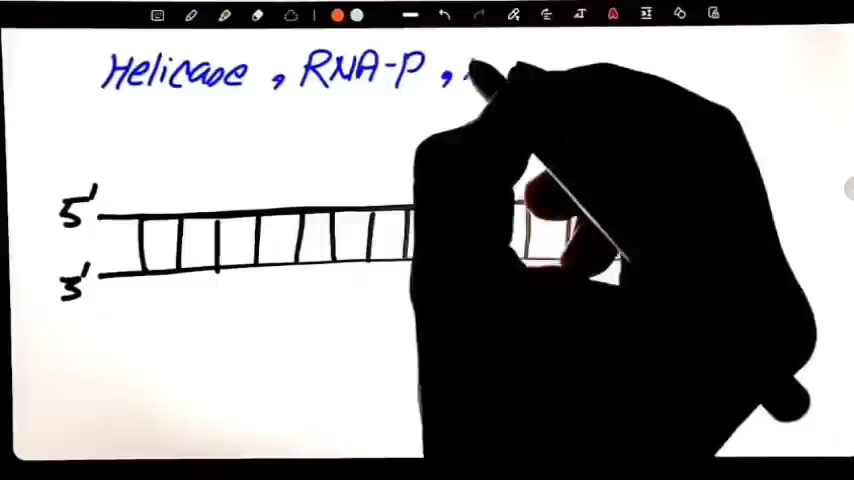 Helicase , RNA-P ,
5'
3'